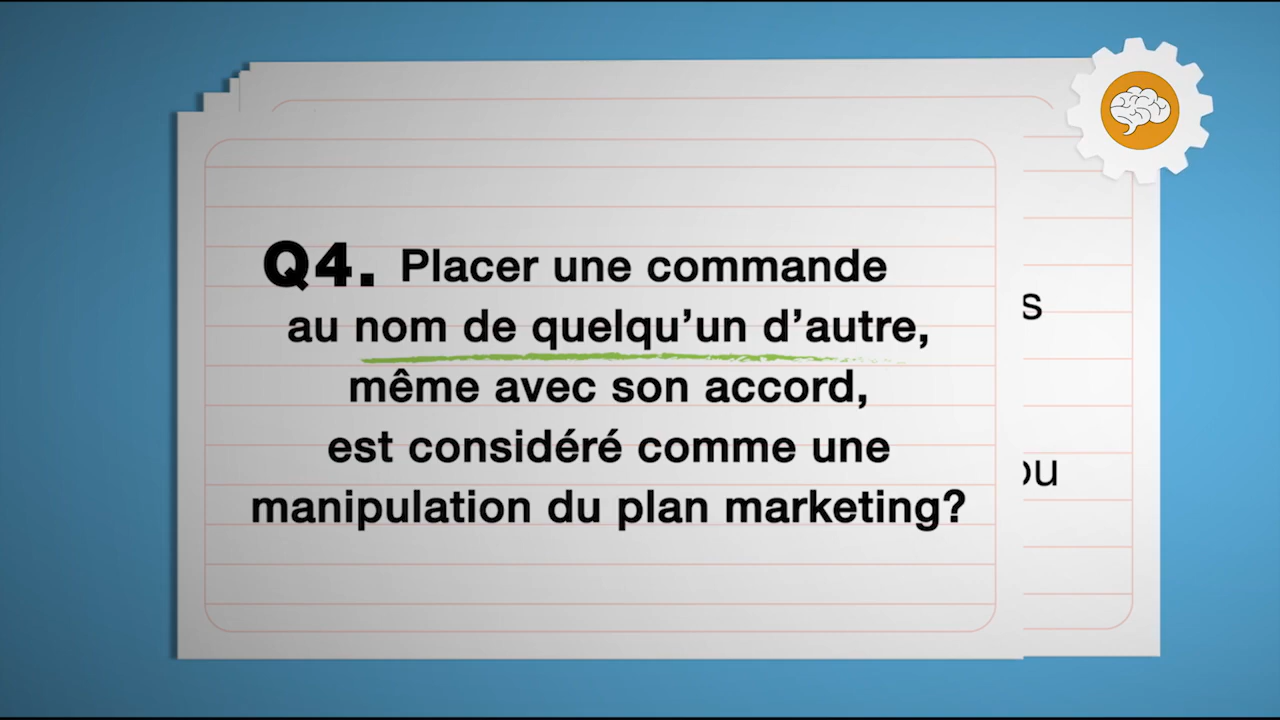 Q4. Placer une commande
au nom de quelqu’un d’autre,
même avec son accord,
est considéré comme une
manipulation du plan marketing?